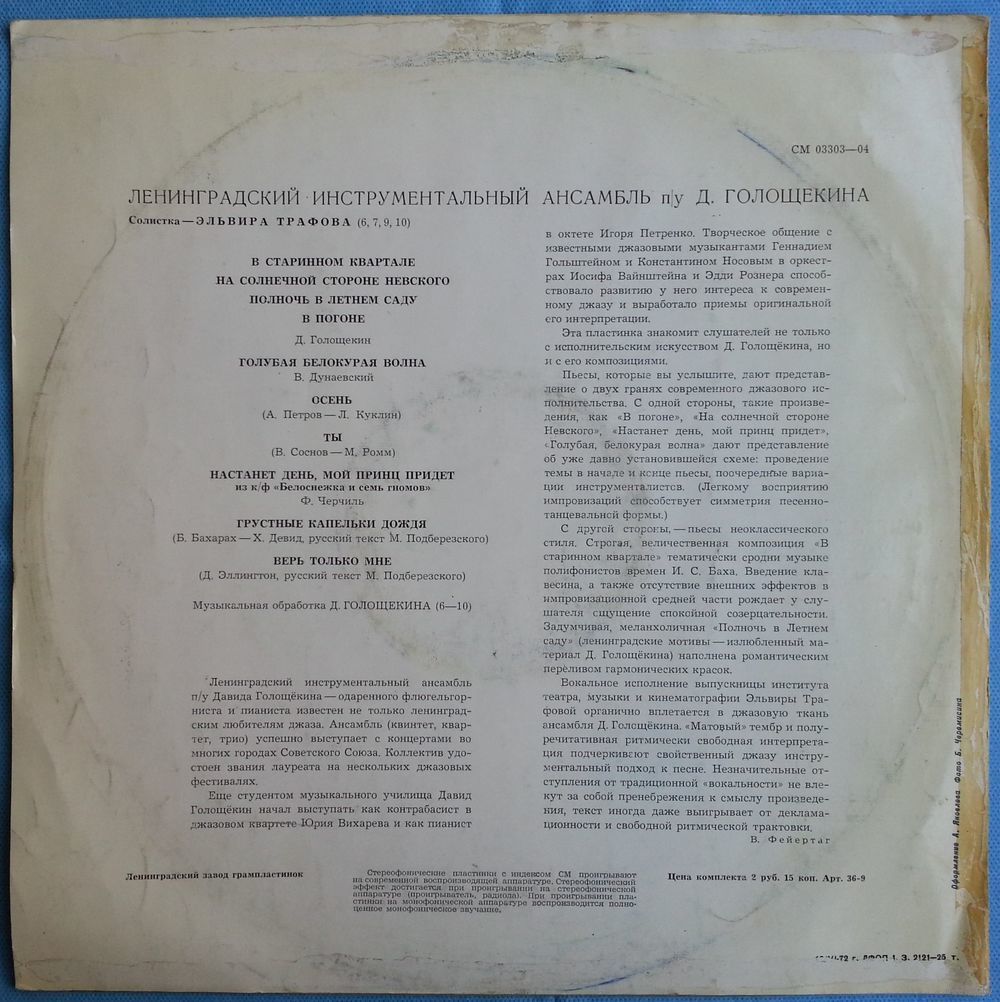 СМ 03303—04
ЛЕНИНГРАДСКИЙ ИНСТРУМЕНТАЛЬНЫЙ АНСАМБЛЬ п/у Д. ГОЛОЩЕКИНА
Солистка — ЭЛЬВИРА ТРАФОВА (6, 7, 9, 10)
В СТАРИННОМ КВАРТАЛЕ
НА СОЛНЕЧНОЙ СТОРОНЕ НЕВСКОГО
ПОЛНОЧЬ В ЛЕТНЕМ САДУ
В ПОГОНЕ
Д. Голощекин
ГОЛУБАЯ БЕЛОКУРАЯ ВОЛНА
В. Дунаевский
ОСЕНЬ
(А. Петров — Л. Куклин)
ТЫ
(В. Соснов — М. Ромм)
НАСТАНЕТ ДЕНЬ, МОЙ ПРИНЦ ПРИДЕТ
из к/ф «Белоснежка и семь гномов»
Ф. Черчиль
ГРУСТНЫЕ КАПЕЛЬКИ ДОЖДЯ
(Б. Бахарах — Х. Девид, русский текст М. Подберезского)
ВЕРЬ ТОЛЬКО МНЕ
(Д. Эллингтон, русский текст М. Подберезского)
Музыкальная обработка Д. ГОЛОЩЕКИНА (6—10)
Ленинградский инструментальный ансамбль
п/у Давида Голощёкина — одаренного флюгельгор-
ниста и пианиста известен не только ленинград-
ским любителям джаза. Ансамбль (квинтет, квар-
тет, трио) успешно выступает с концертами во
многих городах Советского Союза. Коллектив удо-
стоен звания лауреата на нескольких джазовых
фестивалях.
Еще студентом музыкального училища Давид
Голощёкин начал выступать как контрабасист в
джазовом квартете Юрия Вихарева и как пианист
в октете Игоря Петренко. Творческое общение с
известными джазовыми музыкантами Геннадием
Гольштейном и Константином Носовым в оркест-
рах Иосифа Вайнштейна и Эдди Рознера способ-
ствовало развитию у него интереса к современ-
ному джазу и выработало приемы оригинальной
его интерпретации.
Эта пластинка знакомит слушателей не только
с исполнительским искусством Д. Голощёкина, но
и с его композициями.
Пьесы, которые вы услышите, дают представ-
ление о двух гранях современного джазового ис-
полнительства. С одной стороны, такие произве-
дения, как «В погоне», «На солнечной стороне
Невского», «Настанет день, мой принц придет»,
«Голубая, белокурая волна» дают представление
об уже давно установившейся схеме: проведение
темы в начале и конце пьесы, поочередные вариа-
ции инструменталистов. (Легкому восприятию
импровизаций способствует симметрия песенно-
танцевальной формы.)
С другой стороны, — пьесы неоклассического
стиля. Строгая, величественная композиция «В
старинном квартале» тематически сродни музыке
полифонистов времен И. С. Баха. Введение кла-
весина, а также отсутствие внешних эффектов в
импровизационной средней части рождает у слу-
шателя ощущение спокойной созерцательности.
Задумчивая, меланхоличная «Полночь в Летнем
саду» (ленинградские мотивы — излюбленный ма-
териал Д. Голощёкина) наполнена романтическим
переливом гармонических красок.
Вокальное исполнение выпускницы института
театра, музыки и кинематографии Эльвиры Тра-
фовой органично вплетается в джазовую ткань
ансамбля Д. Голощёкина. «Матовый» тембр и полу-
речитативная ритмически свободная интерпрета-
ция подчеркивают свойственный джазу инстру-
ментальный подход к песне. Незначительные от-
ступления от традиционной «вокальности» не вле-
кут за собой пренебрежения к смыслу произведе-
ния, текст иногда даже выигрывает от деклама-
ционности и свободной ритмической трактовки.
В. Фейертаг
Оформление А. Яковлева Фото Б. Черемисина
Ленинградский завод грампластинок
Стереофонические пластинки с индексом СМ проигрывают
на современной воспроизводящей аппаратуре. Стереофонический
эффект достигается при проигрывании на стереофонической
аппаратуре (проигрыватель, радиола). При проигрывании пла-
стинки на монофонической аппаратуре воспроизводится полно-
ценное монофоническое звучание.
Цена комплекта 2 руб. 15 коп. Арт. 36-9
72 г. ЛФОП 1. З. 2121—25 т.